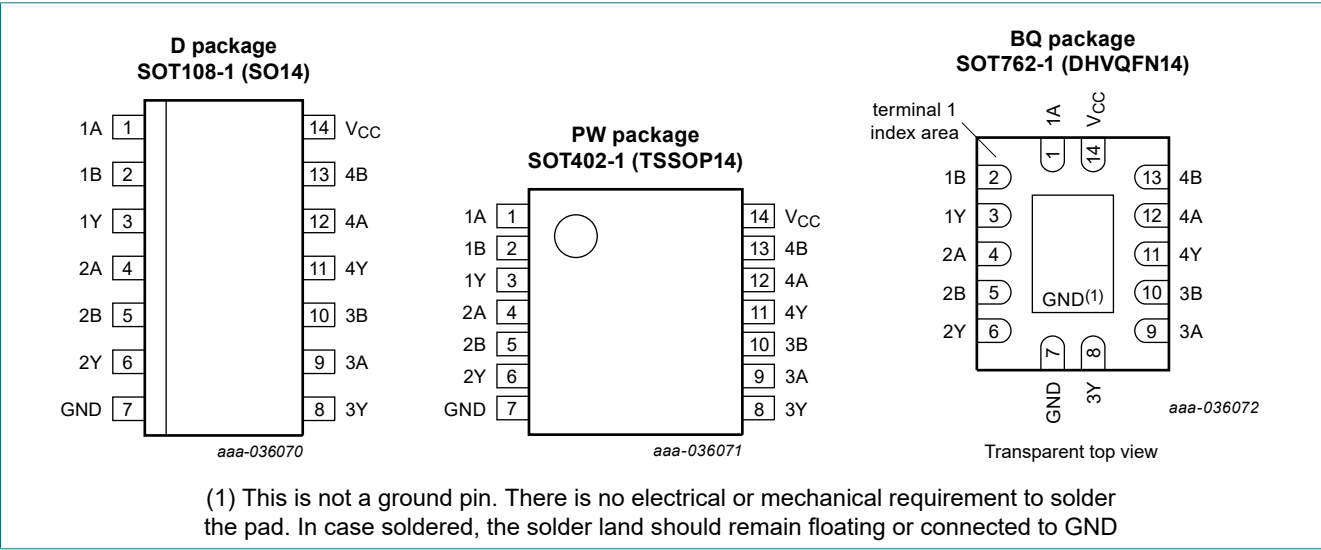 D package
SOT108-1 (SO14)
1A 1 14 VCC
1B 2 13 4B
1Y 3 12 4A
2A 4 11 4Y
2B 5 10 3B
2Y 6 9 3A
GND 7 8 3Y
aaa-036070
PW package
SOT402-1 (TSSOP14)
1A 1 14 VCC
1B 2 13 4B
1Y 3 12 4A
2A 4 11 4Y
2B 5 10 3B
2Y 6 9 3A
GND 7 8 3Y
aaa-036071
BQ package
SOT762-1 (DHVQFN14)
terminal 1
index area
1A VCC
1 14
1B 2 13 4B
1Y 3 12 4A
2A 4 11 4Y
2B 5 10 3B
GND(1)
2Y 6 9 3A
7 8
GND 3Y
aaa-036072
Transparent top view
(1) This is not a ground pin. There is no electrical or mechanical requirement to solder
the pad. In case soldered, the solder land should remain floating or connected to GND